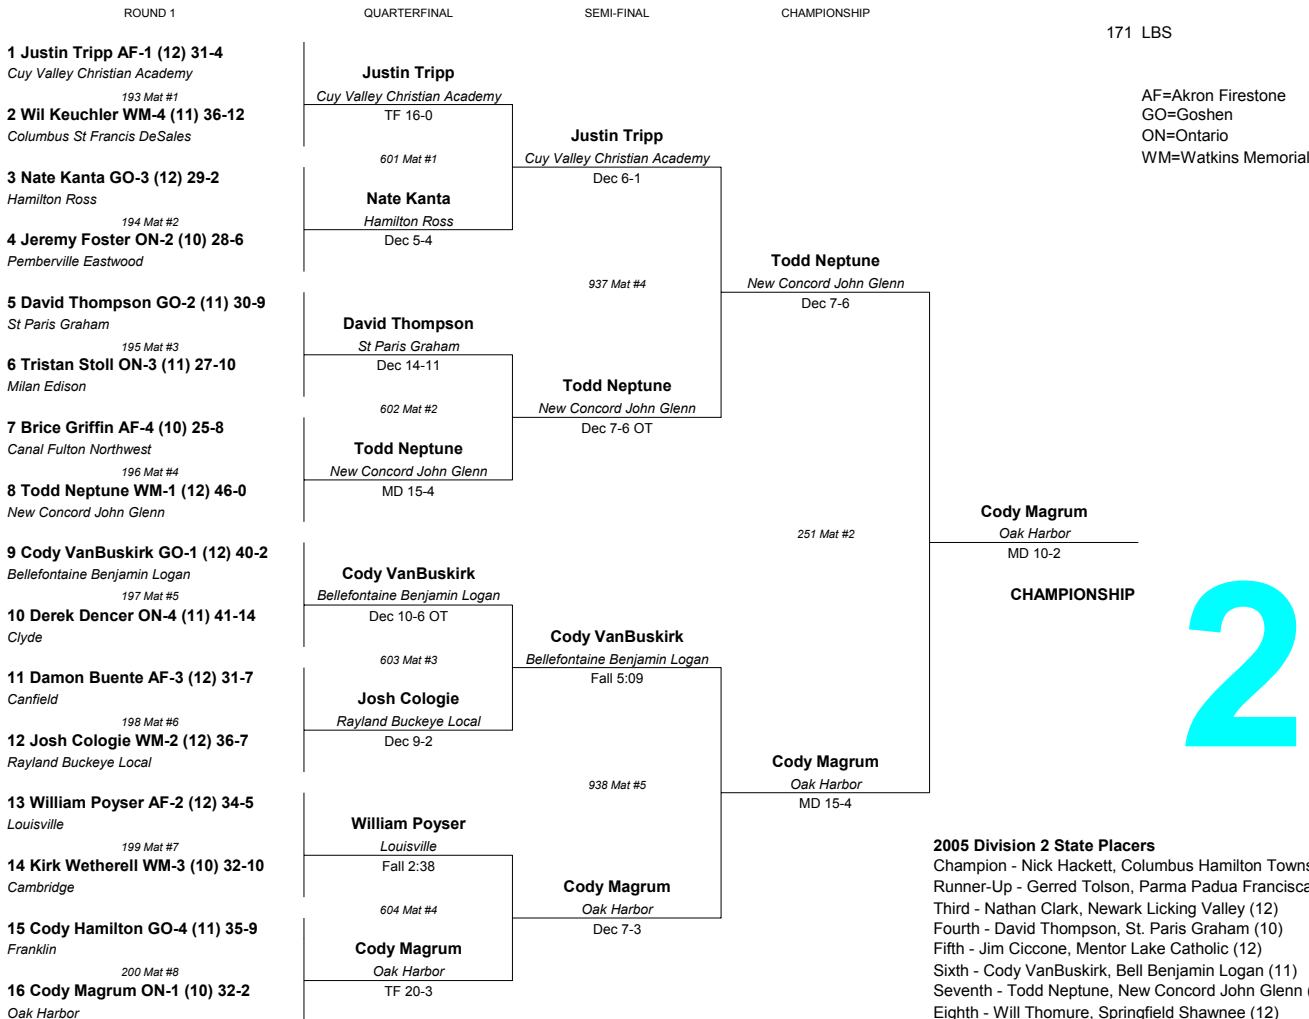 ROUND 1
QUARTERFINAL
SEMI-FINAL
CHAMPIONSHIP
171 LBS
AF=Akron Firestone
GO=Goshen
ON=Ontario
WM=Watkins Memorial
1 Justin Tripp AF-1 (12) 31-4
Cuy Valley Christian Academy
193 Mat #1
2 Wil Keuchler WM-4 (11) 36-12
Columbus St Francis DeSales
3 Nate Kanta GO-3 (12) 29-2
Hamilton Ross
194 Mat #2
4 Jeremy Foster ON-2 (10) 28-6
Pemberville Eastwood
5 David Thompson GO-2 (11) 30-9
St Paris Graham
195 Mat #3
6 Tristan Stoll ON-3 (11) 27-10
Milan Edison
7 Brice Griffin AF-4 (10) 25-8
Canal Fulton Northwest
196 Mat #4
8 Todd Neptune WM-1 (12) 46-0
New Concord John Glenn
9 Cody VanBuskirk GO-1 (12) 40-2
Bellefontaine Benjamin Logan
197 Mat #5
10 Derek Dencer ON-4 (11) 41-14
Clyde
11 Damon Buente AF-3 (12) 31-7
Canfield
198 Mat #6
12 Josh Cologie WM-2 (12) 36-7
Rayland Buckeye Local
13 William Poyser AF-2 (12) 34-5
Louisville
199 Mat #7
14 Kirk Wetherell WM-3 (10) 32-10
Cambridge
15 Cody Hamilton GO-4 (11) 35-9
Franklin
200 Mat #8
16 Cody Magrum ON-1 (10) 32-2
Oak Harbor
Justin Tripp
Cuy Valley Christian Academy
TF 16-0
601 Mat #1
Nate Kanta
Hamilton Ross
Dec 5-4
David Thompson
St Paris Graham
Dec 14-11
602 Mat #2
Todd Neptune
New Concord John Glenn
MD 15-4
Cody VanBuskirk
Bellefontaine Benjamin Logan
Dec 10-6 OT
603 Mat #3
Josh Cologie
Rayland Buckeye Local
Dec 9-2
William Poyser
Louisville
Fall 2:38
604 Mat #4
Cody Magrum
Oak Harbor
TF 20-3
Justin Tripp
Cuy Valley Christian Academy
Dec 6-1
937 Mat #4
Todd Neptune
New Concord John Glenn
Dec 7-6 OT
Cody VanBuskirk
Bellefontaine Benjamin Logan
Fall 5:09
938 Mat #5
Cody Magrum
Oak Harbor
Dec 7-3
Todd Neptune
New Concord John Glenn
Dec 7-6
251 Mat #2
Cody Magrum
Oak Harbor
MD 15-4
Cody Magrum
Oak Harbor
MD 10-2
CHAMPIONSHIP
2
2005 Division 2 State Placers
Champion - Nick Hackett, Columbus Hamilton Towns
Runner-Up - Gerred Tolson, Parma Padua Francisca
Third - Nathan Clark, Newark Licking Valley (12)
Fourth - David Thompson, St. Paris Graham (10)
Fifth - Jim Ciccone, Mentor Lake Catholic (12)
Sixth - Cody VanBuskirk, Bell Benjamin Logan (11)
Seventh - Todd Neptune, New Concord John Glenn (
Eighth - Will Thomure, Springfield Shawnee (12)